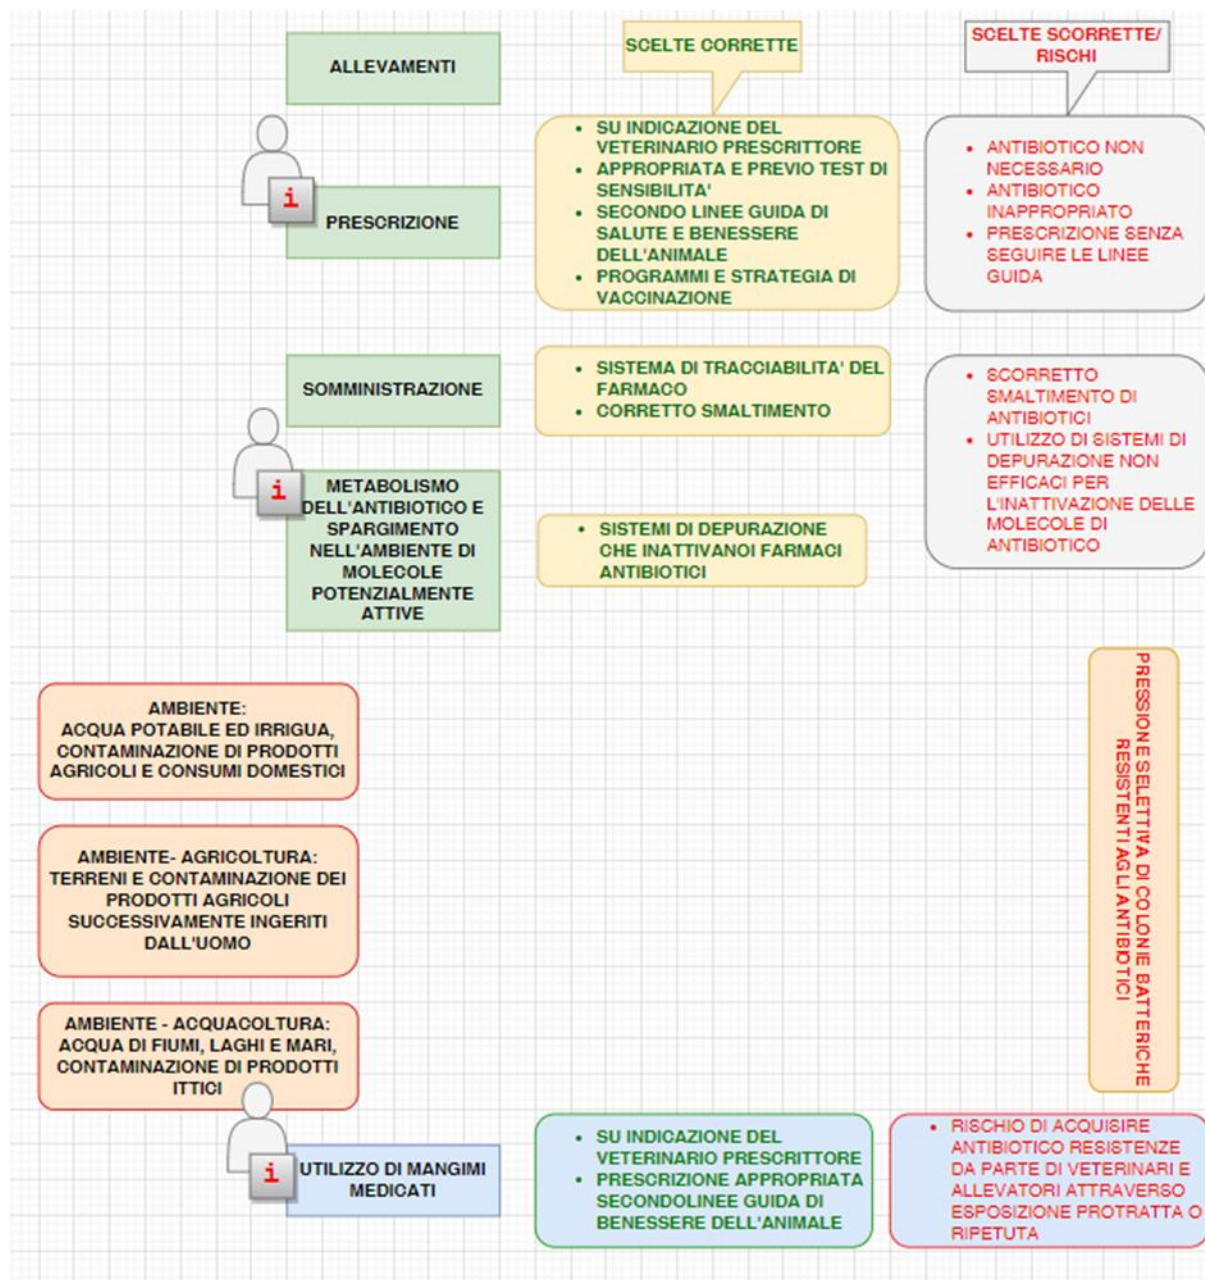 ALLEVAMENTI
SCELTE CORRETTE
SCELTE SCORRETTE/
RISCHI
PRESCRIZIONE
i
• SU INDICAZIONE DEL
VETERINARIO PRESCRITTORE
• APPROPRIATA E PREVIO TEST DI
SENSIBILITA'
• SECONDO LINEE GUIDA DI
SALUTE E BENESSERE
DELL'ANIMALE
• PROGRAMMI E STRATEGIA DI
VACCINAZIONE
• ANTIBIOTICO NON
NECESSARIO
• ANTIBIOTICO
INAPPROPRIATO
• PRESCRIZIONE SENZA
SEGUIRE LE LINEE
GUIDA
SOMMINISTRAZIONE
• SISTEMA DI TRACCIABILITA' DEL
FARMACO
• CORRETTO SMALTIMENTO
• SCORRETTO
SMALTIMENTO DI
ANTIBIOTICI
• UTILIZZO DI SISTEMI DI
DEPURAZIONE NON
EFFICACI PER
L'INATTIVAZIONE DELLE
MOLECOLE DI
ANTIBIOTICO
i
METABOLISMO
DELL'ANTIBIOTICO E
SPARGIMENTO
NELL'AMBIENTE DI
MOLECOLE
POTENZIALMENTE
ATTIVE
• SISTEMI DI DEPURAZIONE
CHE INATTIVANOI FARMACI
ANTIBIOTICI
AMBIENTE:
ACQUA POTABILE ED IRRIGUA,
CONTAMINAZIONE DI PRODOTTI
AGRICOLI E CONSUMI DOMESTICI
PRESSIONE SELETTIVA DI COLONIE BATTERICHE
RESISTENTI AGLI ANTIBIOTICI
AMBIENTE- AGRICOLTURA:
TERRENI E CONTAMINAZIONE DEI
PRODOTTI AGRICOLI
SUCCESSIVAMENTE INGERITI
DALL'UOMO
AMBIENTE - ACQUACOLTURA:
ACQUA DI FIUMI, LAGHI E MARI,
CONTAMINAZIONE DI PRODOTTI
ITTICI
i
UTILIZZO DI MANGIMI
MEDICATI
• SU INDICAZIONE DEL
VETERINARIO PRESCRITTORE
• PRESCRIZIONE APPROPRIATA
SECONDOLINEE GUIDA DI
BENESSERE DELL'ANIMALE
• RISCHIO DI ACQUISIRE
ANTIBIOTICO RESISTENZE
DA PARTE DI VETERINARI E
ALLEVATORI ATTRAVERSO
ESPOSIZIONE PROTRATTA O
RIPETUTA